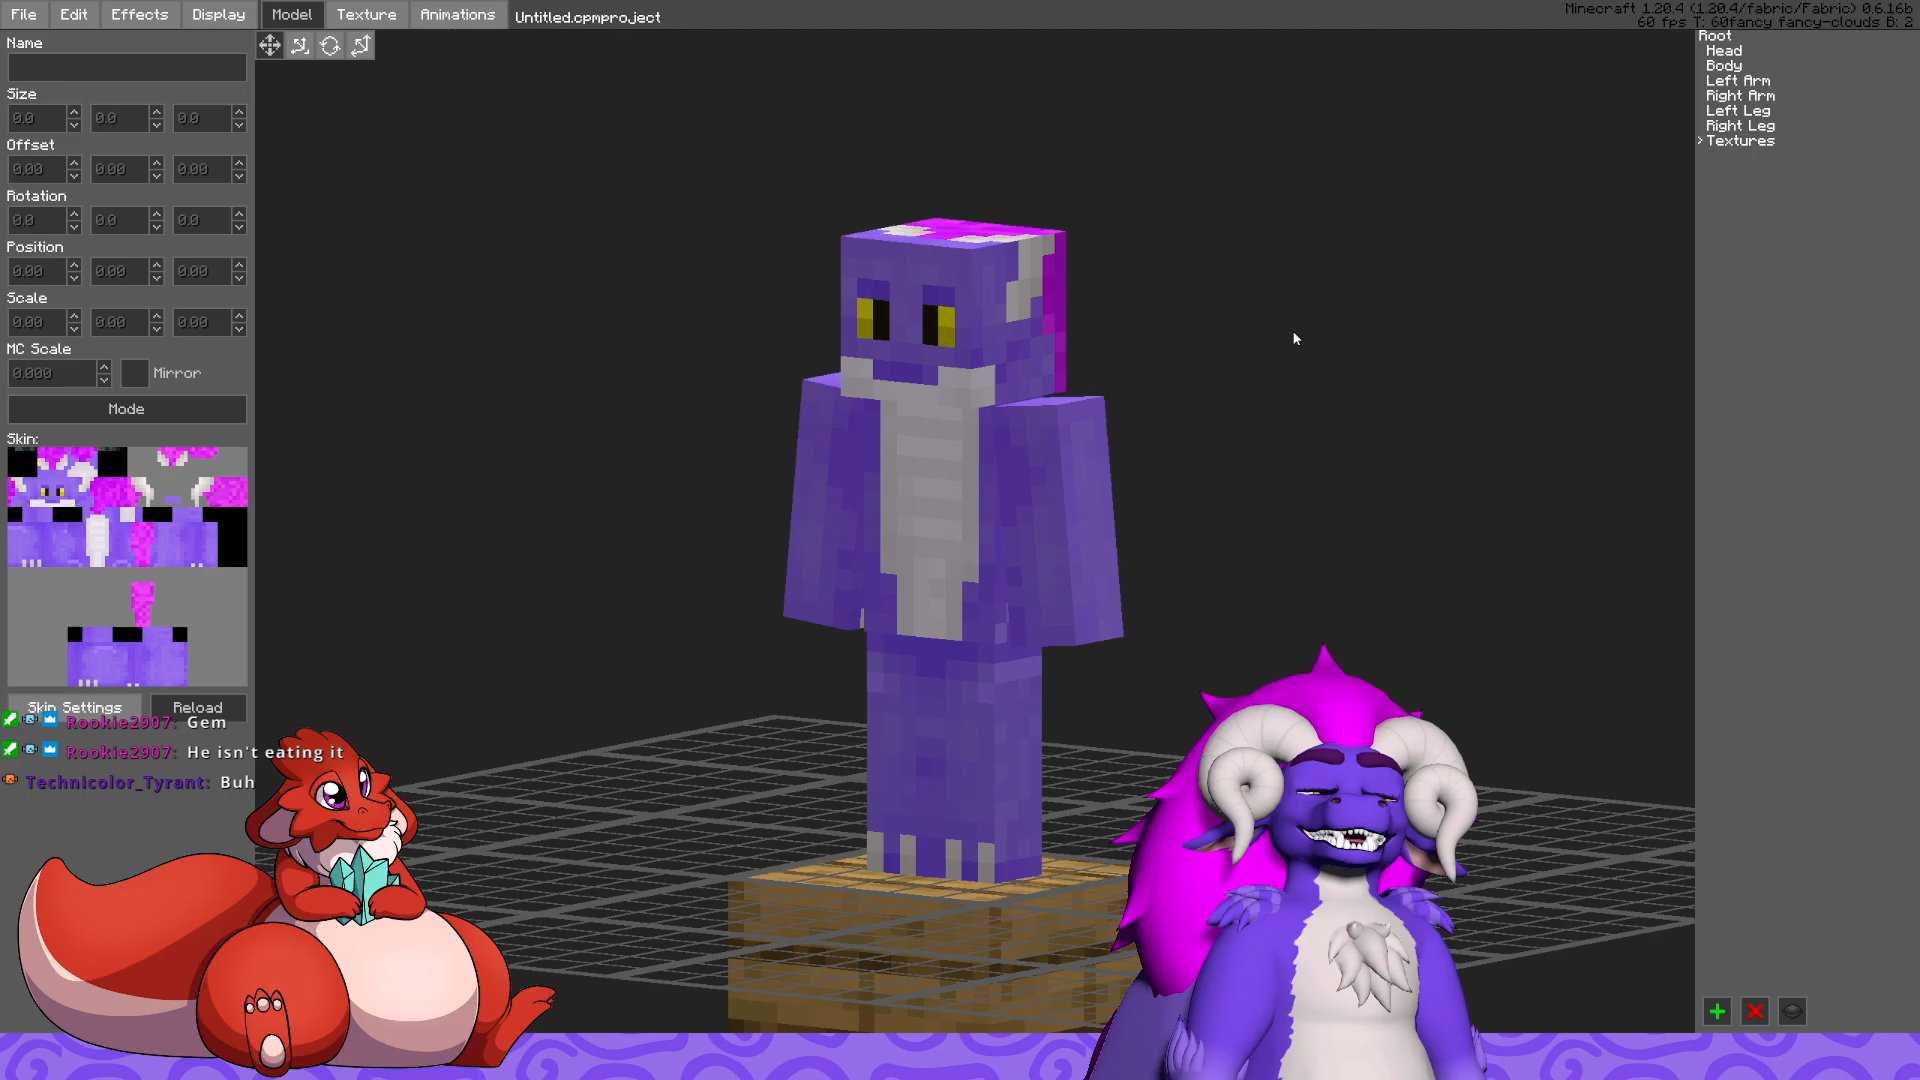 File Edit Effects Display Model Texture Animations Untitled.cpmproject
Minecraft 1.20.4 (1.20.4/fabric/Fabric) 0.6.16b
60 fps T: 60fancy fancy-clouds B: 2
Name
Size
0.0 0.0 0.0
Offset
0.00 0.00 0.00
Rotation
0.0 0.0 0.0
Position
0.00 0.00 0.00
Scale
0.00 0.00 0.00
MC Scale
0.000 Mirror
Mode
Skin:
Skin Settings Reload
Rookie2907: Gem
Rookie2907: He isn't eating it
Technicolor_Tyrant: Buh
Root
Head
Body
Left Arm
Right Arm
Left Leg
Right Leg
> Textures